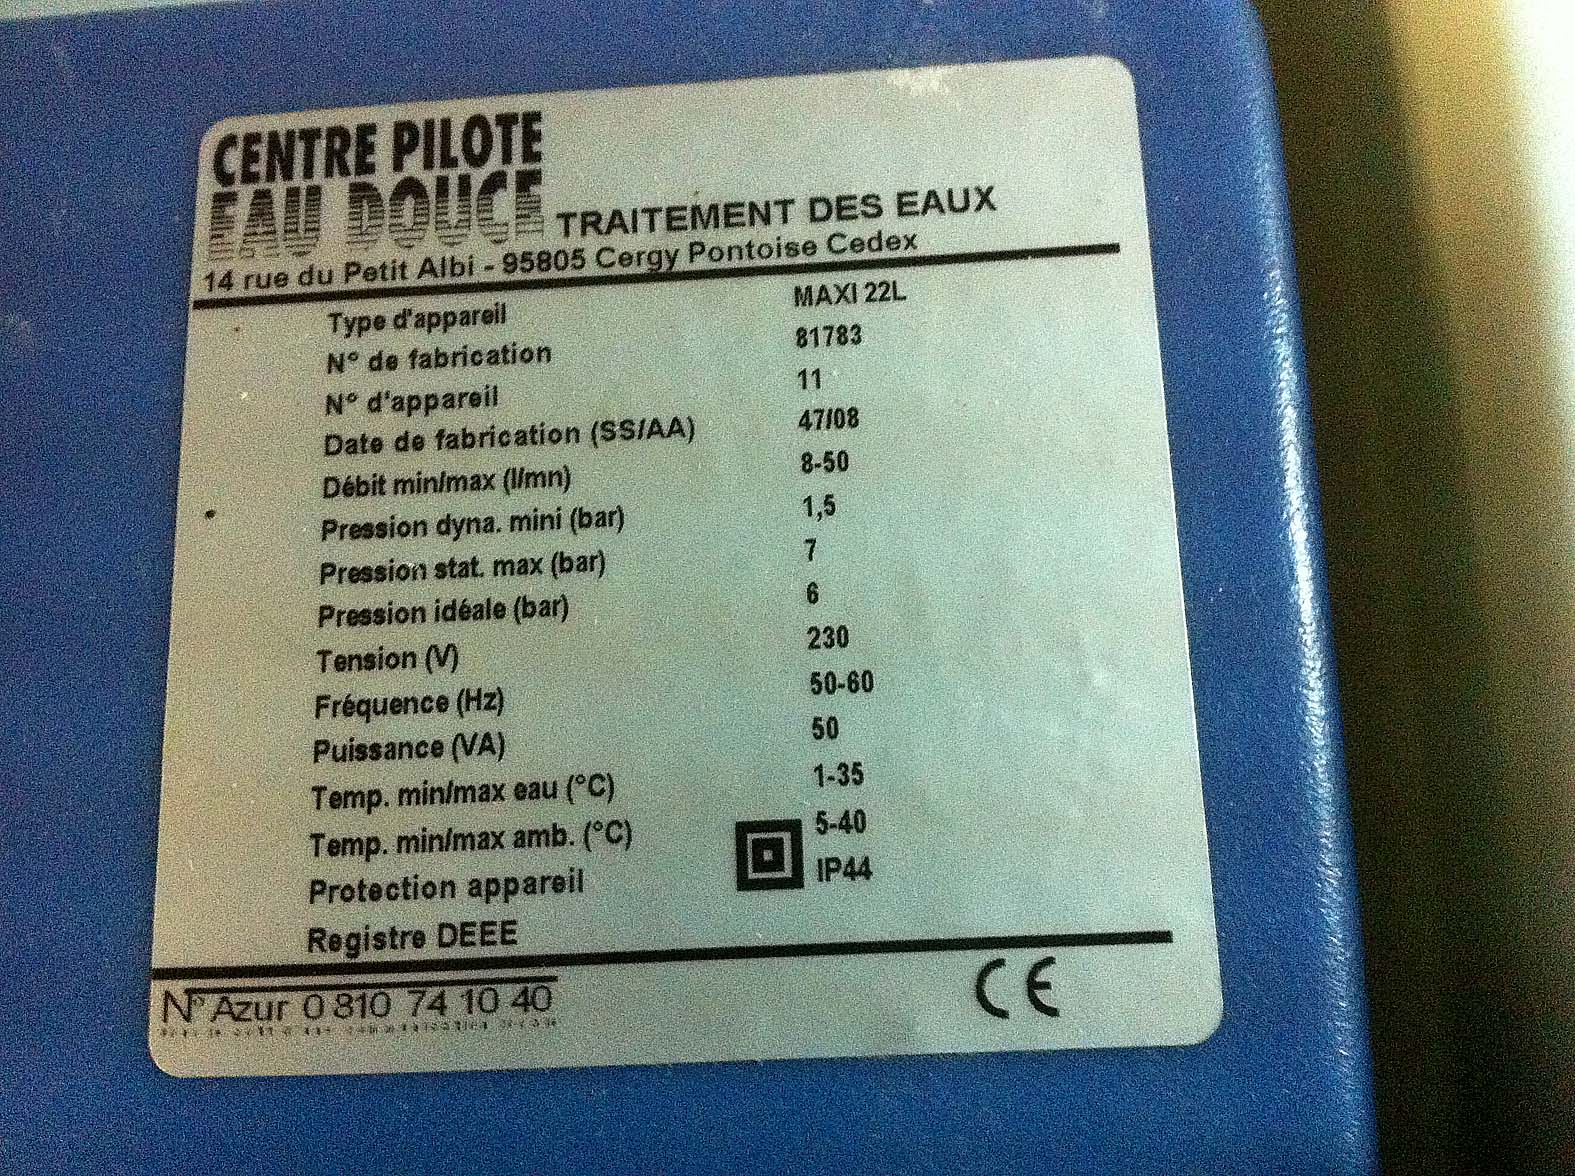 CENTRE PILOTE
EAU DOUCE TRAITEMENT DES EAUX
14 rue du Petit Albi - 95805 Cergy Pontoise Cedex
Type d'appareil MAXI 22L
N° de fabrication 81783
N° d'appareil 11
Date de fabrication (SS/AA) 47/08
Débit min/max (l/mn) 8-50
Pression dyna. mini (bar) 1,5
Pression stat. max (bar) 7
Pression idéale (bar) 6
Tension (V) 230
Fréquence (Hz) 50-60
Puissance (VA) 50
Temp. min/max eau (°C) 1-35
Temp. min/max amb. (°C) 5-40
Protection appareil IP44
Registre DEEE
N° Azur 0 810 74 10 40
CE